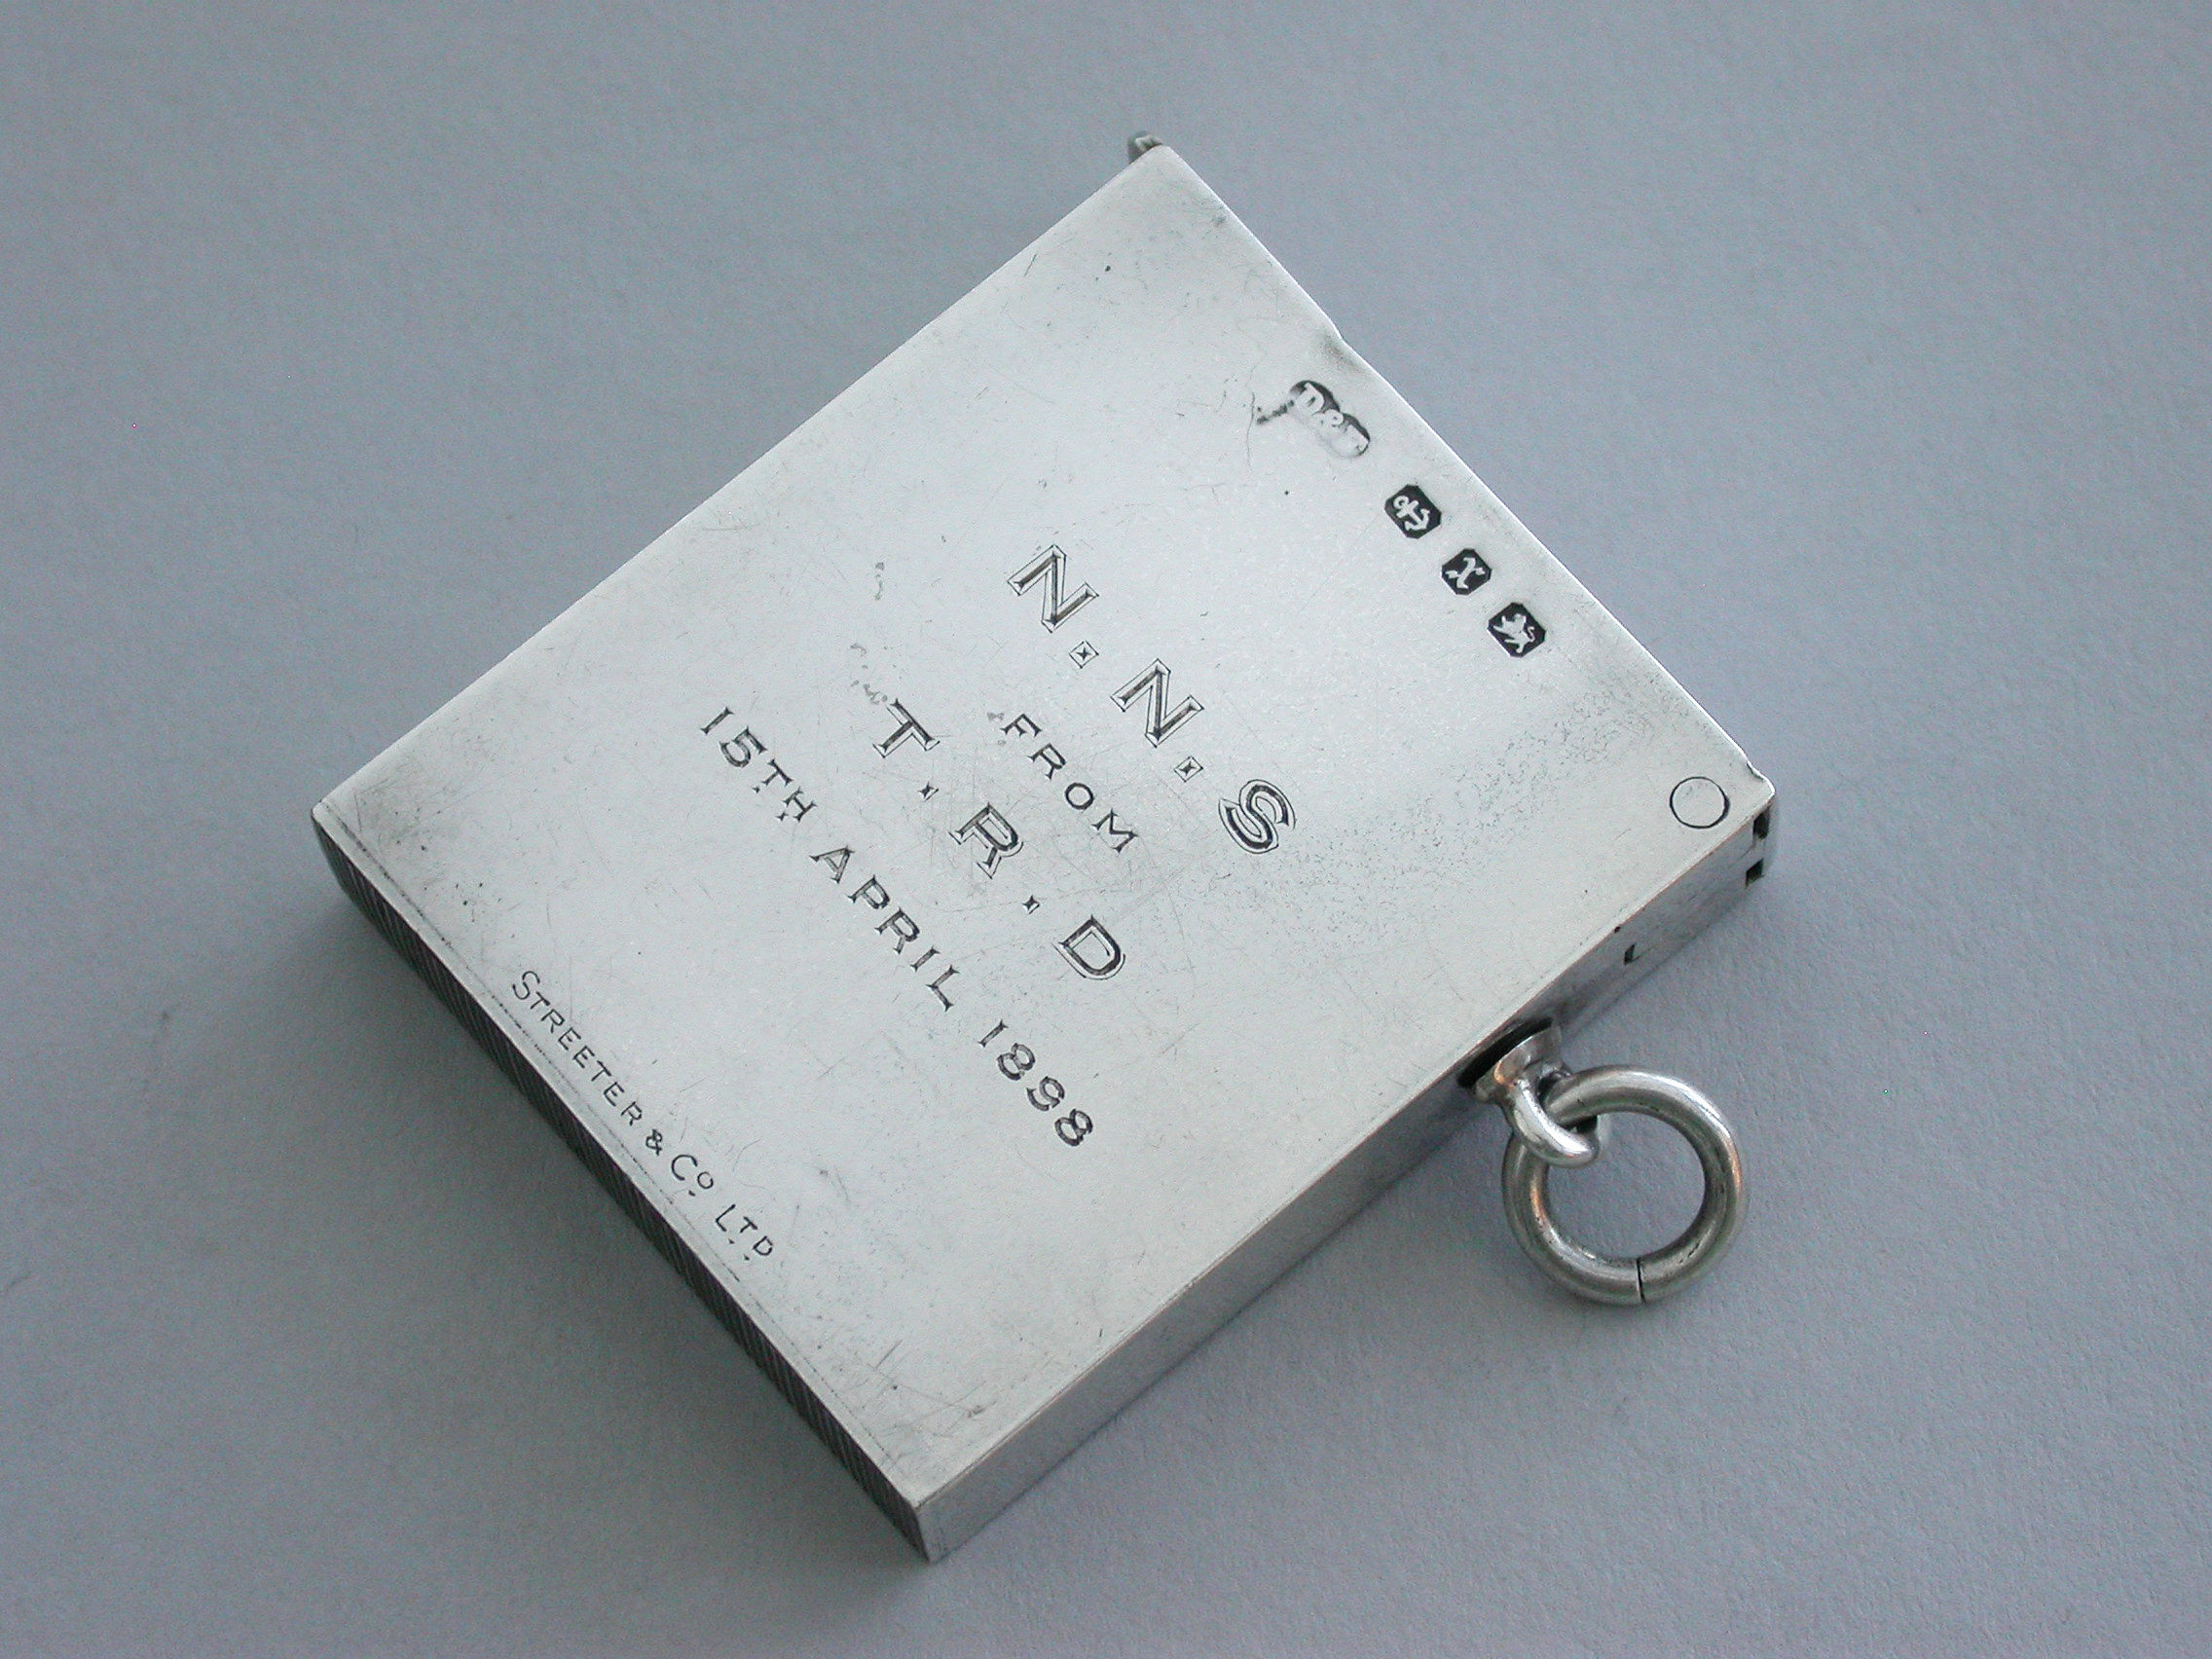 N. N. S
FROM
T. R. D
15TH APRIL 1898
STREETER & CO LTD